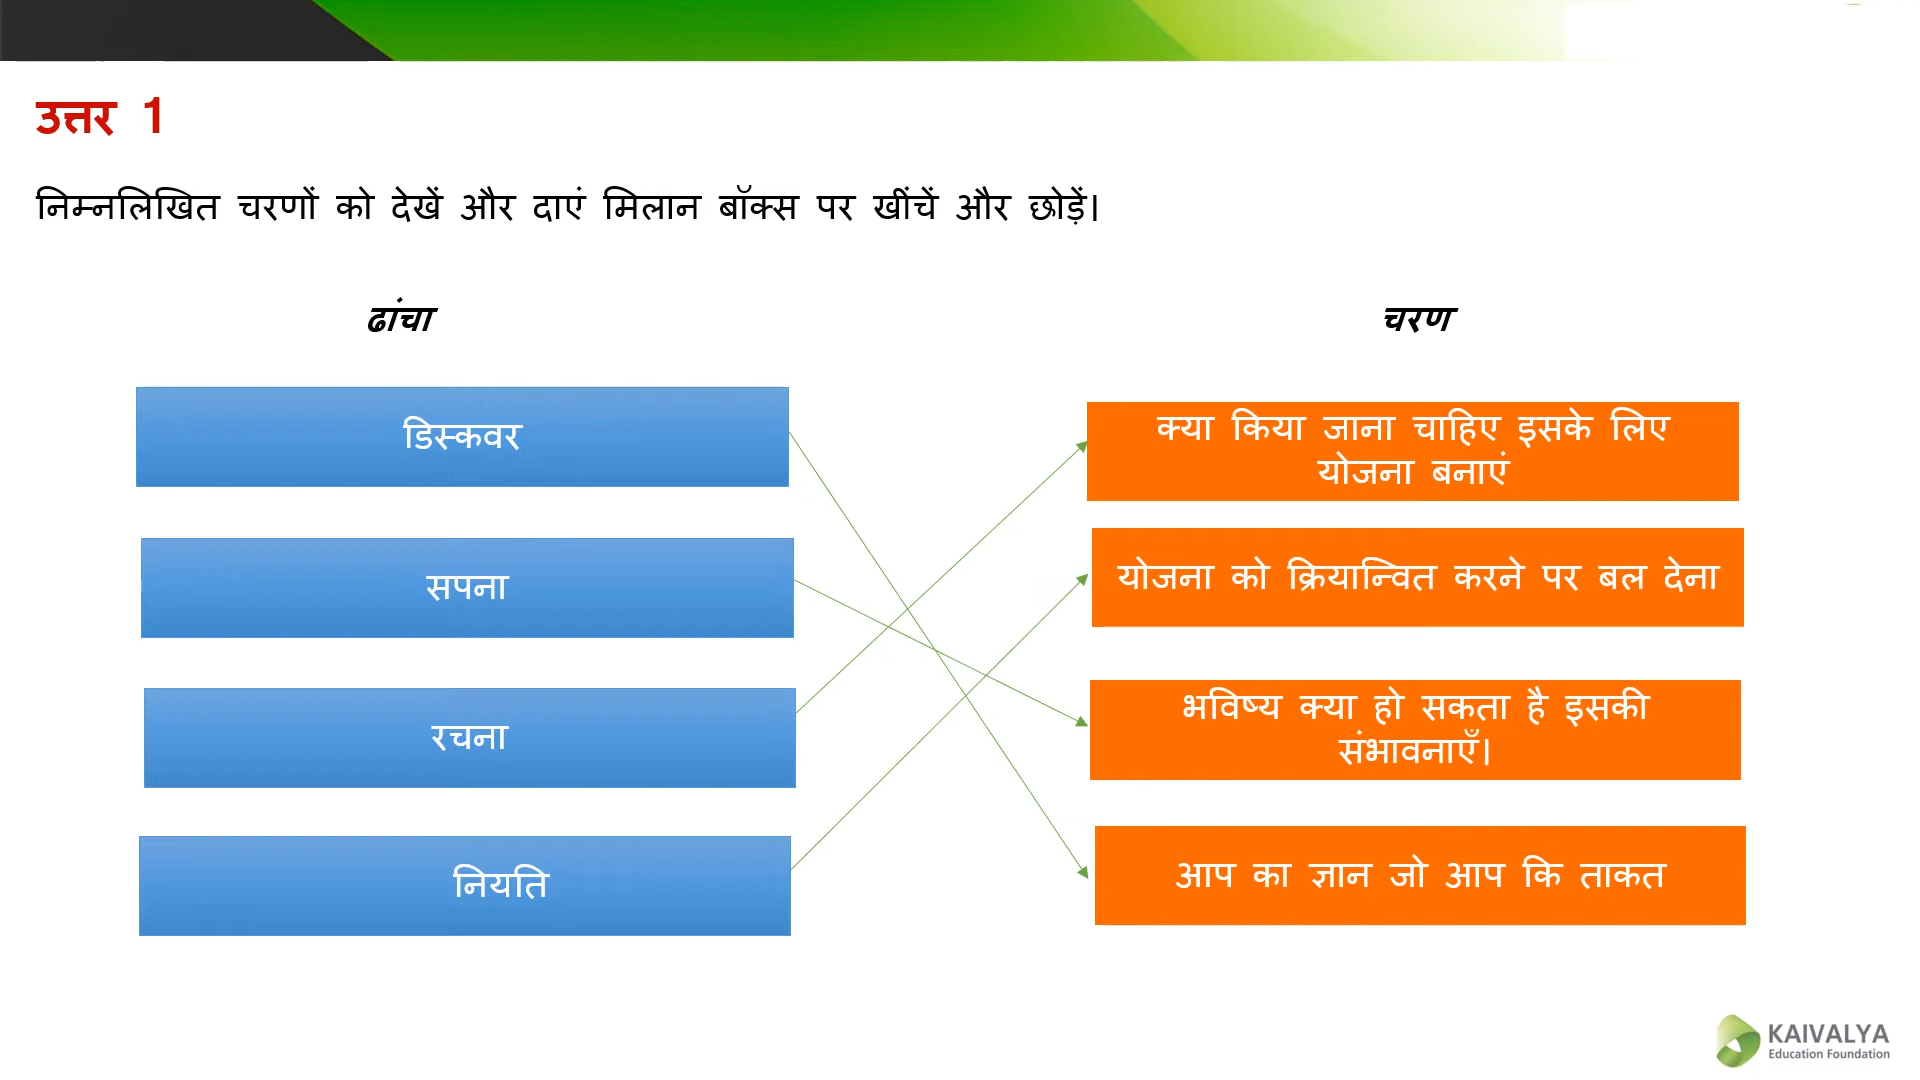 उत्तर 1
निम्नलिखित चरणों को देखें और दाएं मिलान बॉक्स पर खींचें और छोड़ें।
ढांचा
चरण
डिस्कवर
क्या किया जाना चाहिए इसके लिए
योजना बनाएं
सपना
योजना को क्रियान्वित करने पर बल देना
रचना
भविष्य क्या हो सकता है इसकी
संभावनाएँ।
नियति
आप का ज्ञान जो आप कि ताकत
KAIVALYA
Education Foundation